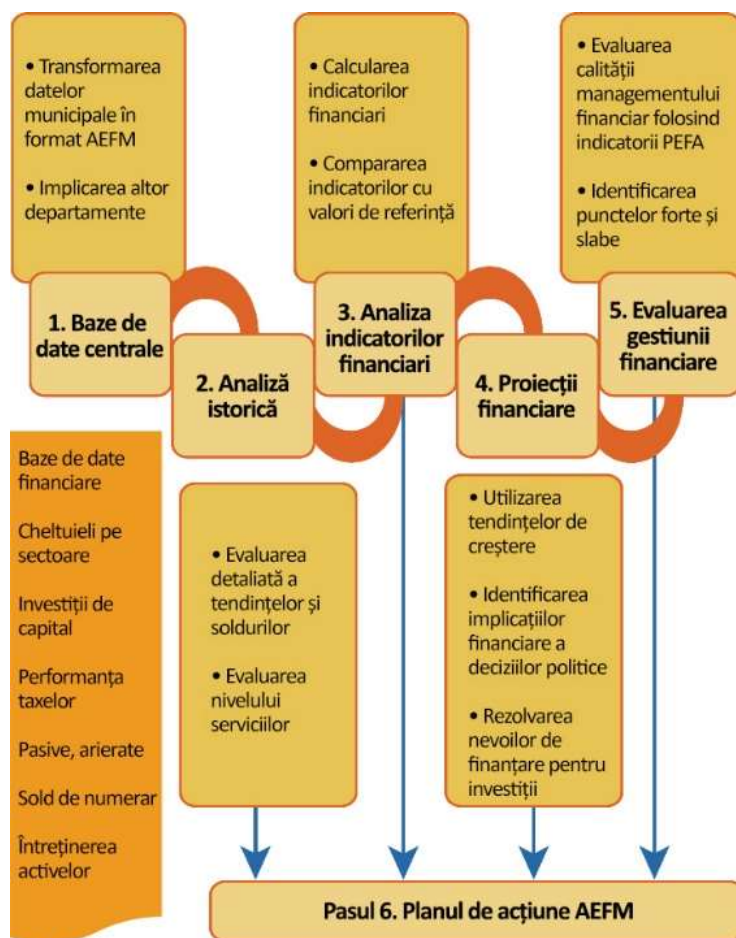 • Transformarea
datelor
municipale în
format AEFM
• Implicarea altor
departamente
1. Baze de
date centrale
2. Analiză
istorică
• Evaluarea
detaliată a
tendințelor și
soldurilor
• Evaluarea
nivelului
serviciilor
• Calcularea
indicatorilor
financiari
• Compararea
indicatorilor cu
valori de referință
3. Analiza
indicatorilor
financiari
4. Proiecții
financiare
• Utilizarea
tendințelor de
creștere
• Identificarea
implicațiilor
financiare a
deciziilor politice
• Rezolvarea
nevoilor de
finanțare pentru
investiții
• Evaluarea
calității
managementului
financiar folosind
indicatorii PEFA
• Identificarea
punctelor forte și
slabe
5. Evaluarea
gestiunii
financiare
Baze de date
financiare
Cheltuieli pe
sectoare
Investiții de
capital
Performanța
taxelor
Pasive, arierate
Sold de numerar
Întreținerea
activelor
Pasul 6. Planul de acțiune AEFM